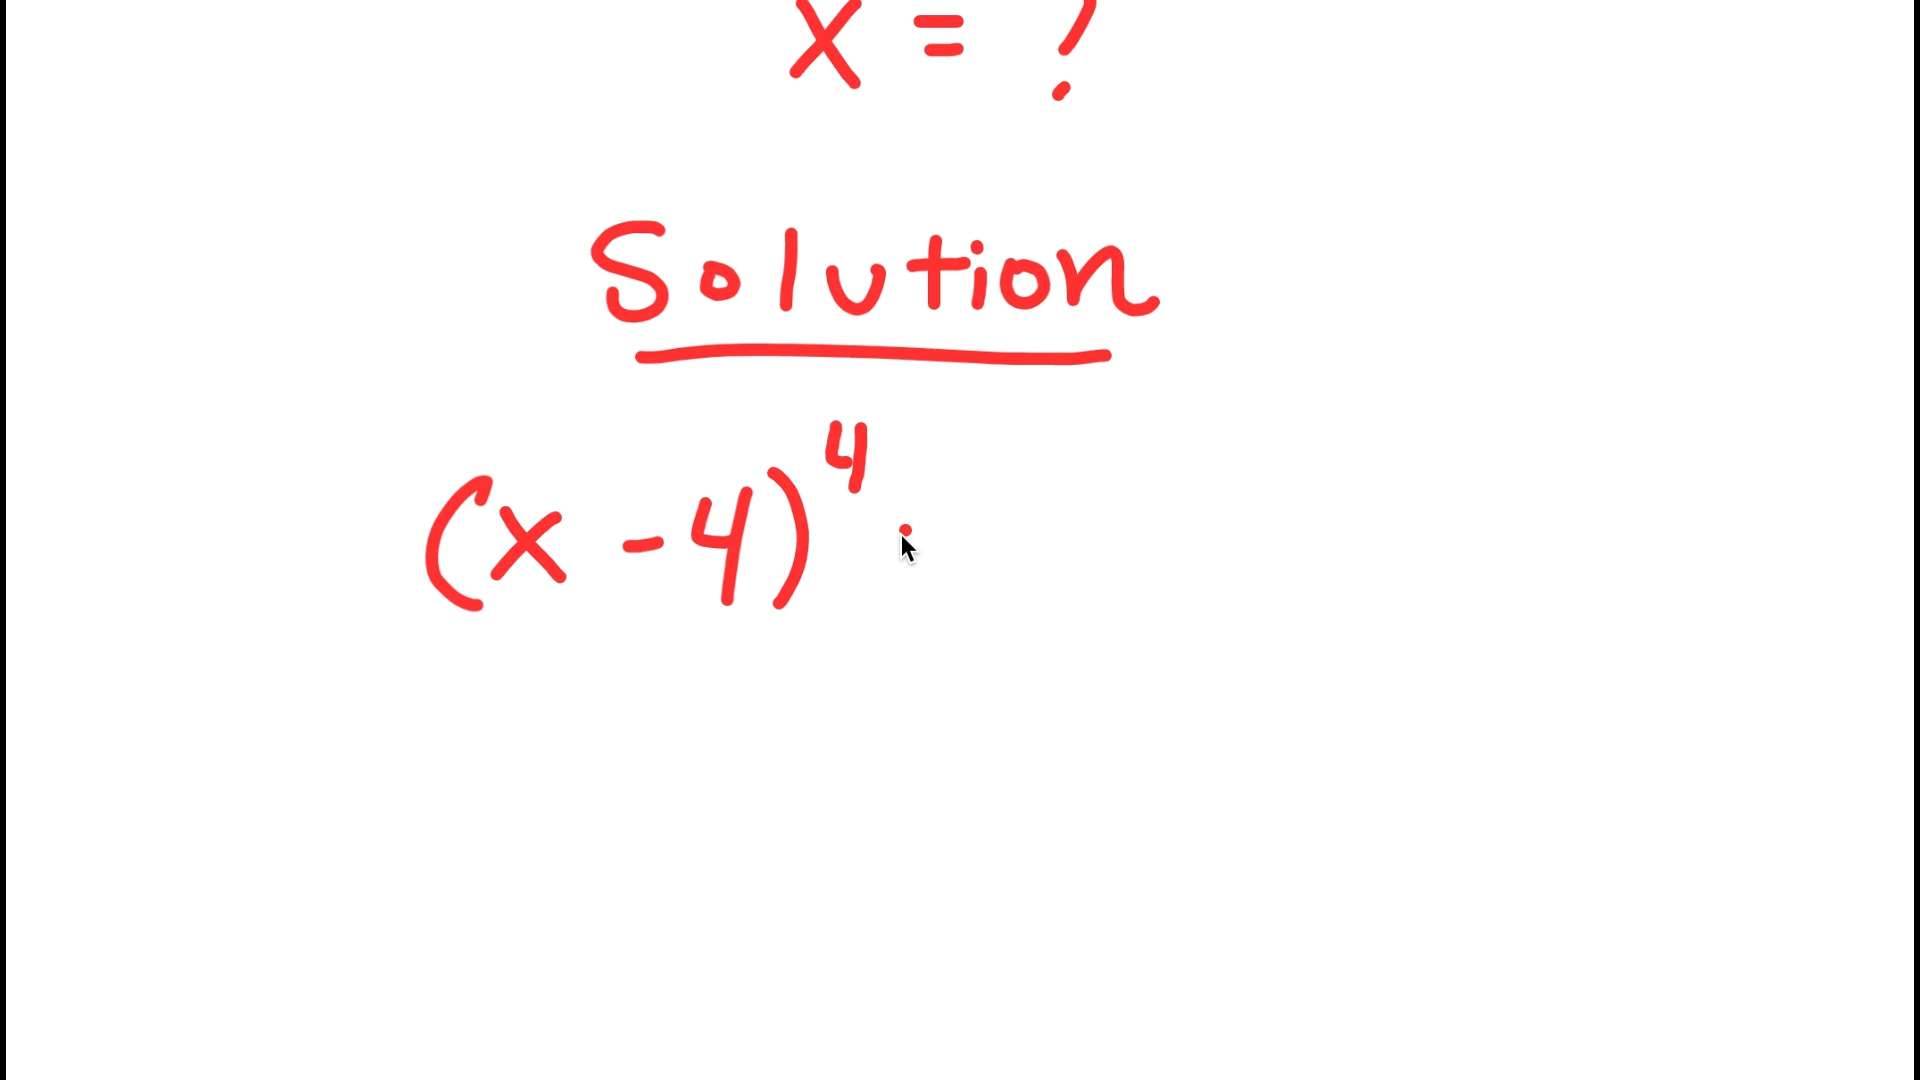 x = ?
Solution
(x - 4)⁴